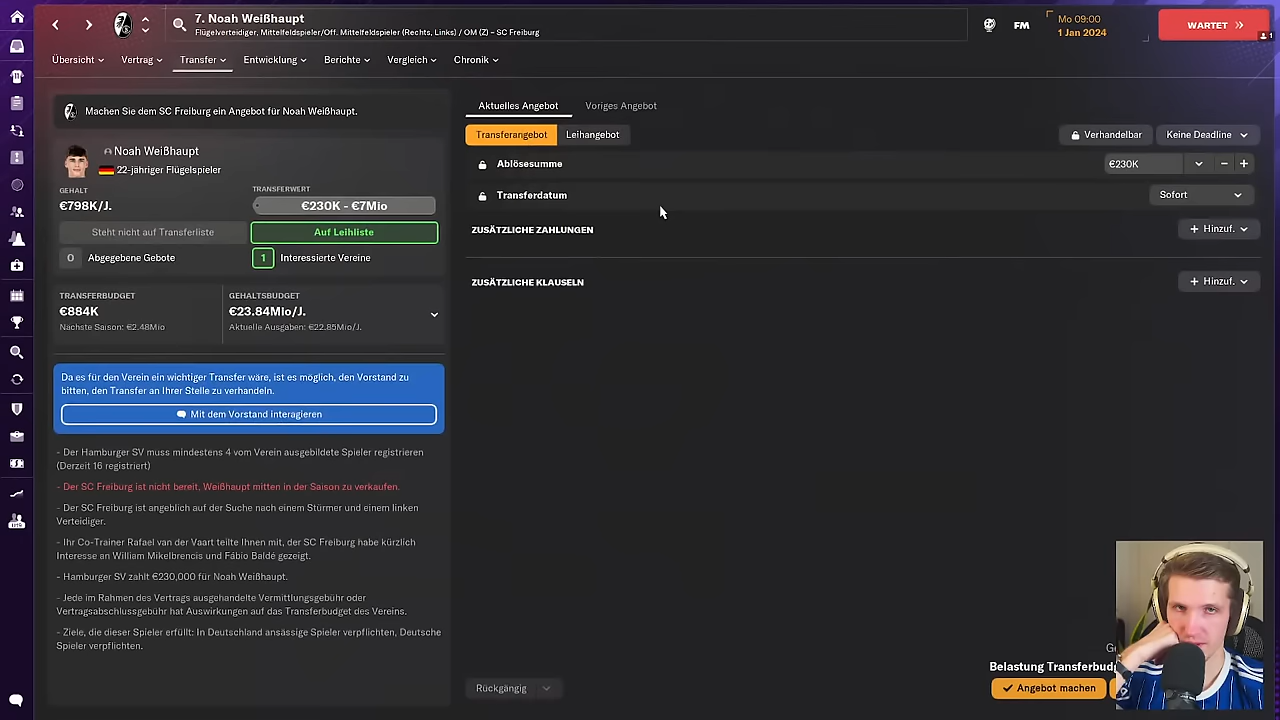 7. Noah Weißhaupt
Flügelverteidiger, Mittelfeldspieler/Off. Mittelfeldspieler (Rechts, Links) / OM (Z) – SC Freiburg
FM
Mo 09:00
1 Jan 2024
WARTET
1
Übersicht
Vertrag
Transfer
Entwicklung
Berichte
Vergleich
Chronik
Machen Sie dem SC Freiburg ein Angebot für Noah Weißhaupt.
Noah Weißhaupt
22-jähriger Flügelspieler
GEHALT
€798K/J.
TRANSFERWERT
€230K - €7Mio
Steht nicht auf Transferliste
Auf Leihliste
0 Abgegebene Gebote
1 Interessierte Vereine
TRANSFERBUDGET
€884K
Nächste Saison: €2.48Mio
GEHALTSBUDGET
€23.84Mio/J.
Aktuelle Ausgaben: €22.85Mio/J.
Da es für den Verein ein wichtiger Transfer wäre, ist es möglich, den Vorstand zu
bitten, den Transfer an Ihrer Stelle zu verhandeln.
Mit dem Vorstand interagieren
- Der Hamburger SV muss mindestens 4 vom Verein ausgebildete Spieler registrieren
(Derzeit 16 registriert)
- Der SC Freiburg ist nicht bereit, Weißhaupt mitten in der Saison zu verkaufen.
- Der SC Freiburg ist angeblich auf der Suche nach einem Stürmer und einem linken
Verteidiger.
- Ihr Co-Trainer Rafael van der Vaart teilte Ihnen mit, der SC Freiburg habe kürzlich
Interesse an William Mikelbrencis und Fábio Baldé gezeigt.
- Hamburger SV zahlt €230,000 für Noah Weißhaupt.
- Jede im Rahmen des Vertrags ausgehandelte Vermittlungsgebühr oder
Vertragsabschlussgebühr hat Auswirkungen auf das Transferbudget des Vereins.
- Ziele, die dieser Spieler erfüllt: In Deutschland ansässige Spieler verpflichten, Deutsche
Spieler verpflichten.
Aktuelles Angebot
Voriges Angebot
Transferangebot
Leihangebot
Verhandelbar
Keine Deadline
Ablösesumme
€230K
Transferdatum
Sofort
ZUSÄTZLICHE ZAHLUNGEN
+ Hinzuf.
ZUSÄTZLICHE KLAUSELN
+ Hinzuf.
Rückgängig
Belastung Transferbud
Angebot machen